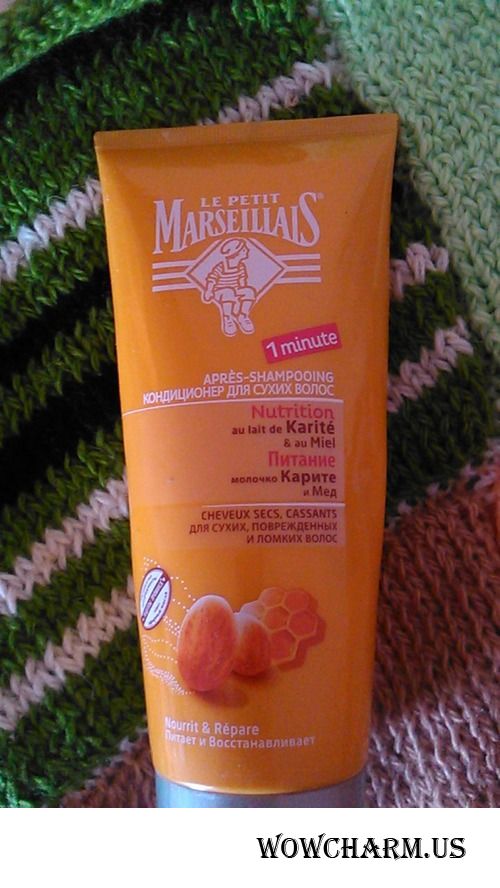 LE PETIT
MARSEILLAIS®
1 minute
APRÈS-SHAMPOOING
КОНДИЦИОНЕР ДЛЯ СУХИХ ВОЛОС
Nutrition
au lait de Karité
& au Miel
Питание
молочко Карите
и Мед
CHEVEUX SECS, CASSANTS
ДЛЯ СУХИХ, ПОВРЕЖДЕННЫХ
И ЛОМКИХ ВОЛОС
Nourrit & Répare
Питает и Восстанавливает
WOWCHARM.US